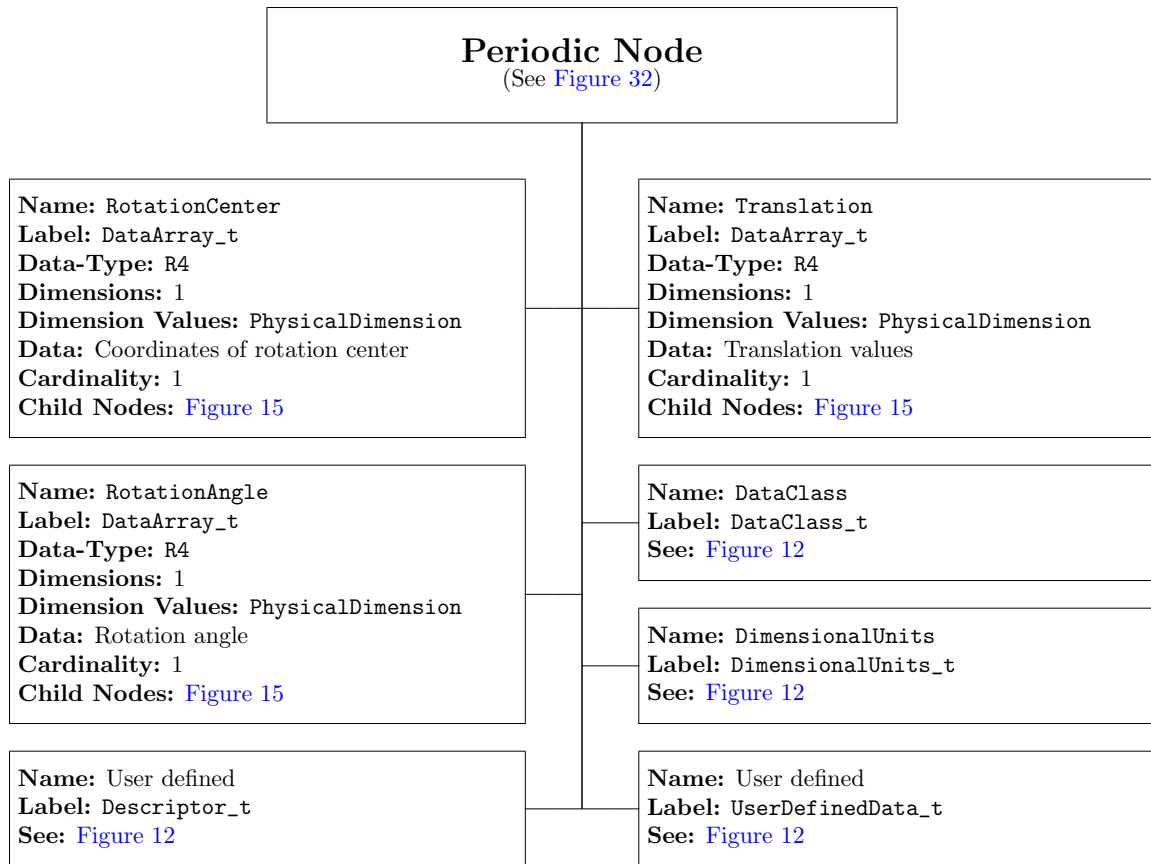 Periodic Node
(See Figure 32)
Name: RotationCenter
Label: DataArray_t
Data-Type: R4
Dimensions: 1
Dimension Values: PhysicalDimension
Data: Coordinates of rotation center
Cardinality: 1
Child Nodes: Figure 15
Name: Translation
Label: DataArray_t
Data-Type: R4
Dimensions: 1
Dimension Values: PhysicalDimension
Data: Translation values
Cardinality: 1
Child Nodes: Figure 15
Name: RotationAngle
Label: DataArray_t
Data-Type: R4
Dimensions: 1
Dimension Values: PhysicalDimension
Data: Rotation angle
Cardinality: 1
Child Nodes: Figure 15
Name: DataClass
Label: DataClass_t
See: Figure 12
Name: DimensionalUnits
Label: DimensionalUnits_t
See: Figure 12
Name: User defined
Label: Descriptor_t
See: Figure 12
Name: User defined
Label: UserDefinedData_t
See: Figure 12